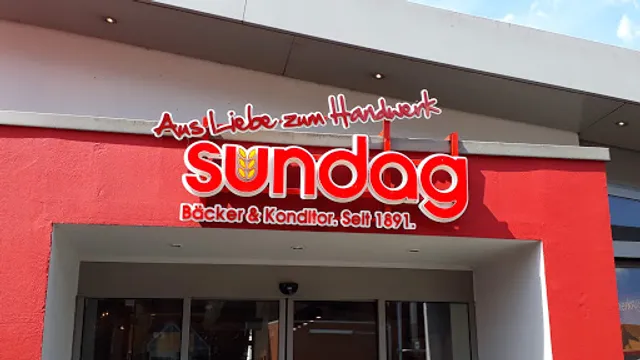 Aus Liebe zum Handwerk
sundag
Bäcker & Konditor. Seit 1891.